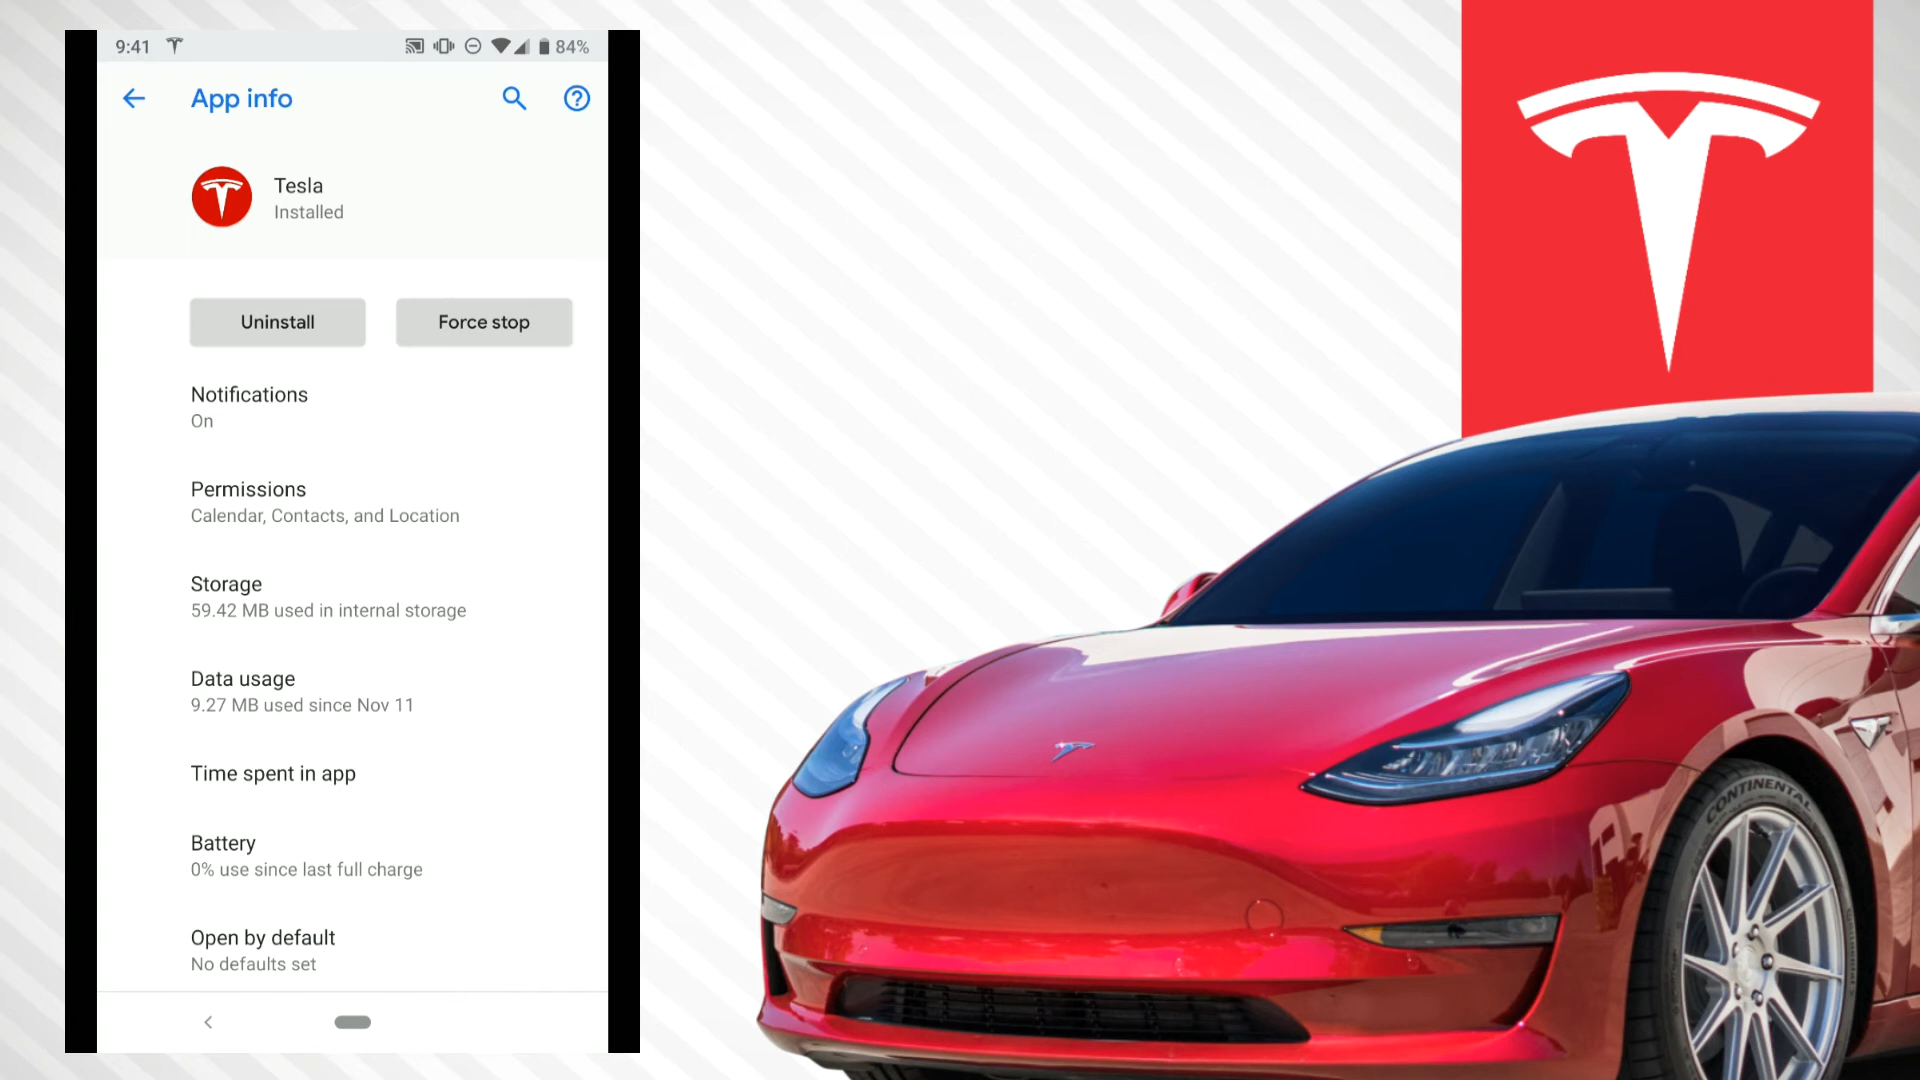 9:41
84%
App info
Tesla
Installed
Uninstall
Force stop
Notifications
On
Permissions
Calendar, Contacts, and Location
Storage
59.42 MB used in internal storage
Data usage
9.27 MB used since Nov 11
Time spent in app
Battery
0% use since last full charge
Open by default
No defaults set
CONTINENTAL